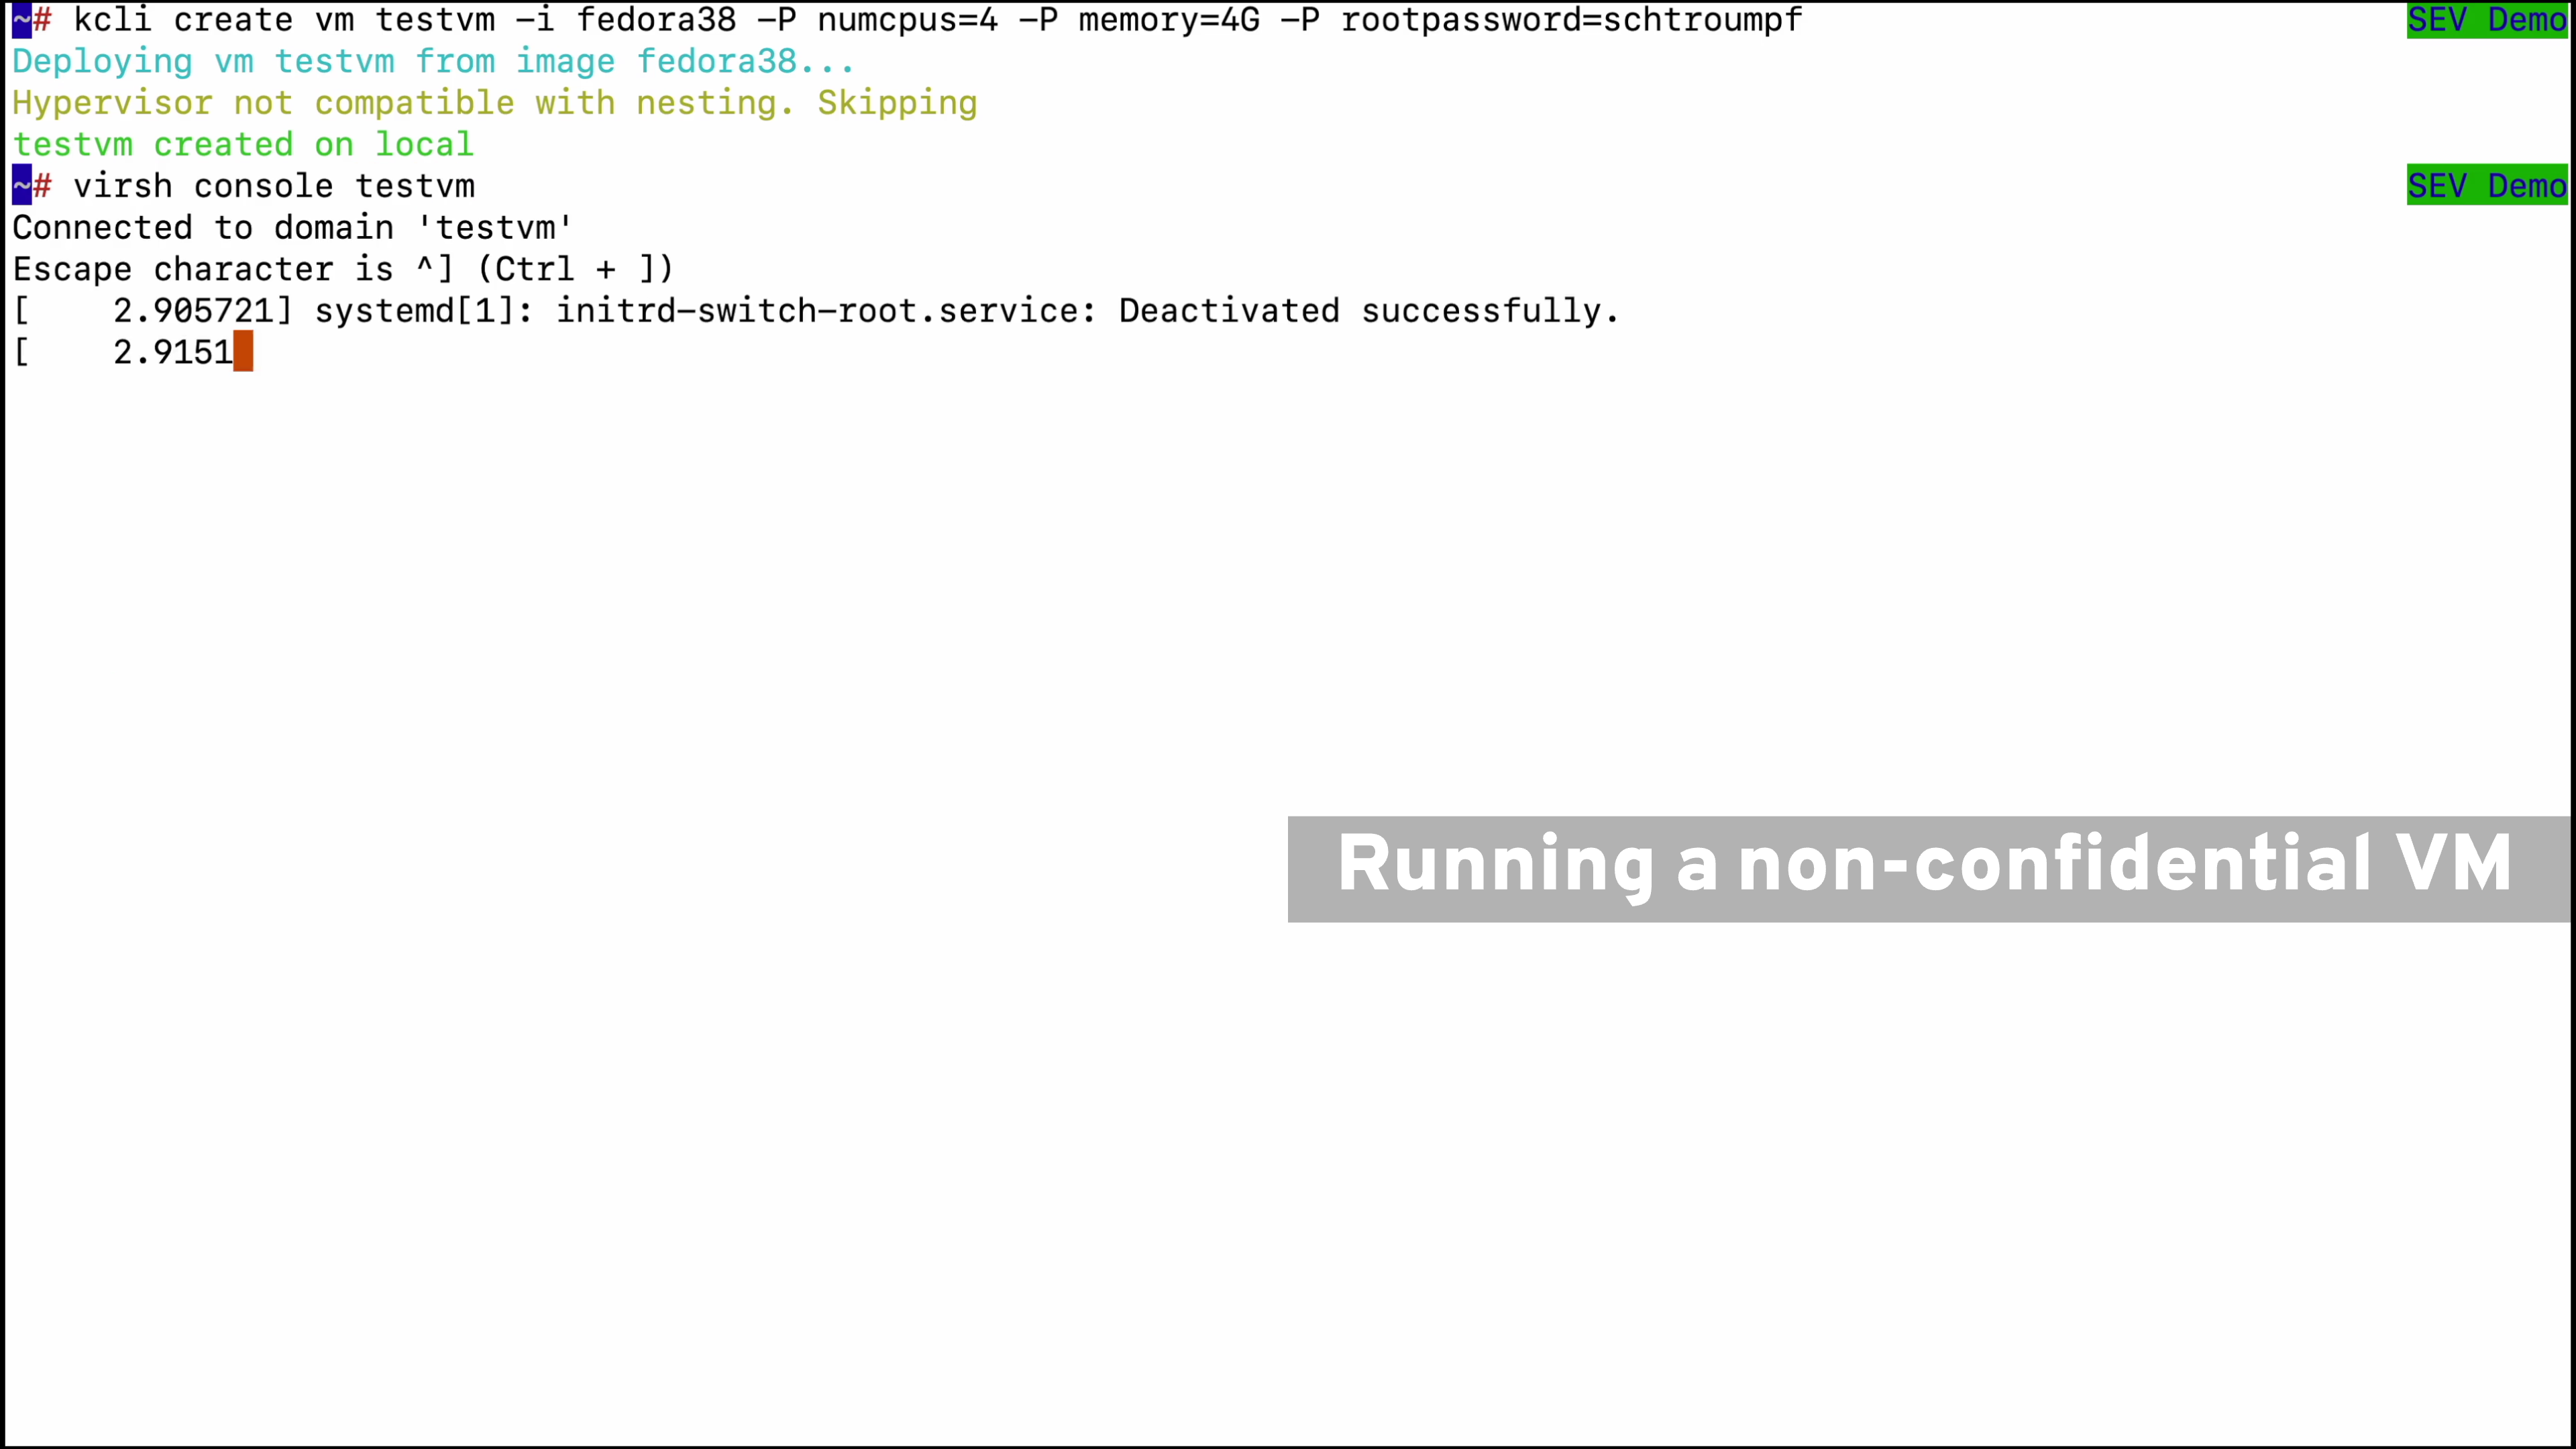 ~# kcli create vm testvm -i fedora38 -P numcpus=4 -P memory=4G -P rootpassword=schtroumpf SEV Demo
Deploying vm testvm from image fedora38...
Hypervisor not compatible with nesting. Skipping
testvm created on local
~# virsh console testvm SEV Demo
Connected to domain 'testvm'
Escape character is ^] (Ctrl + ])
[    2.905721] systemd[1]: initrd-switch-root.service: Deactivated successfully.
[    2.9151
Running a non-confidential VM